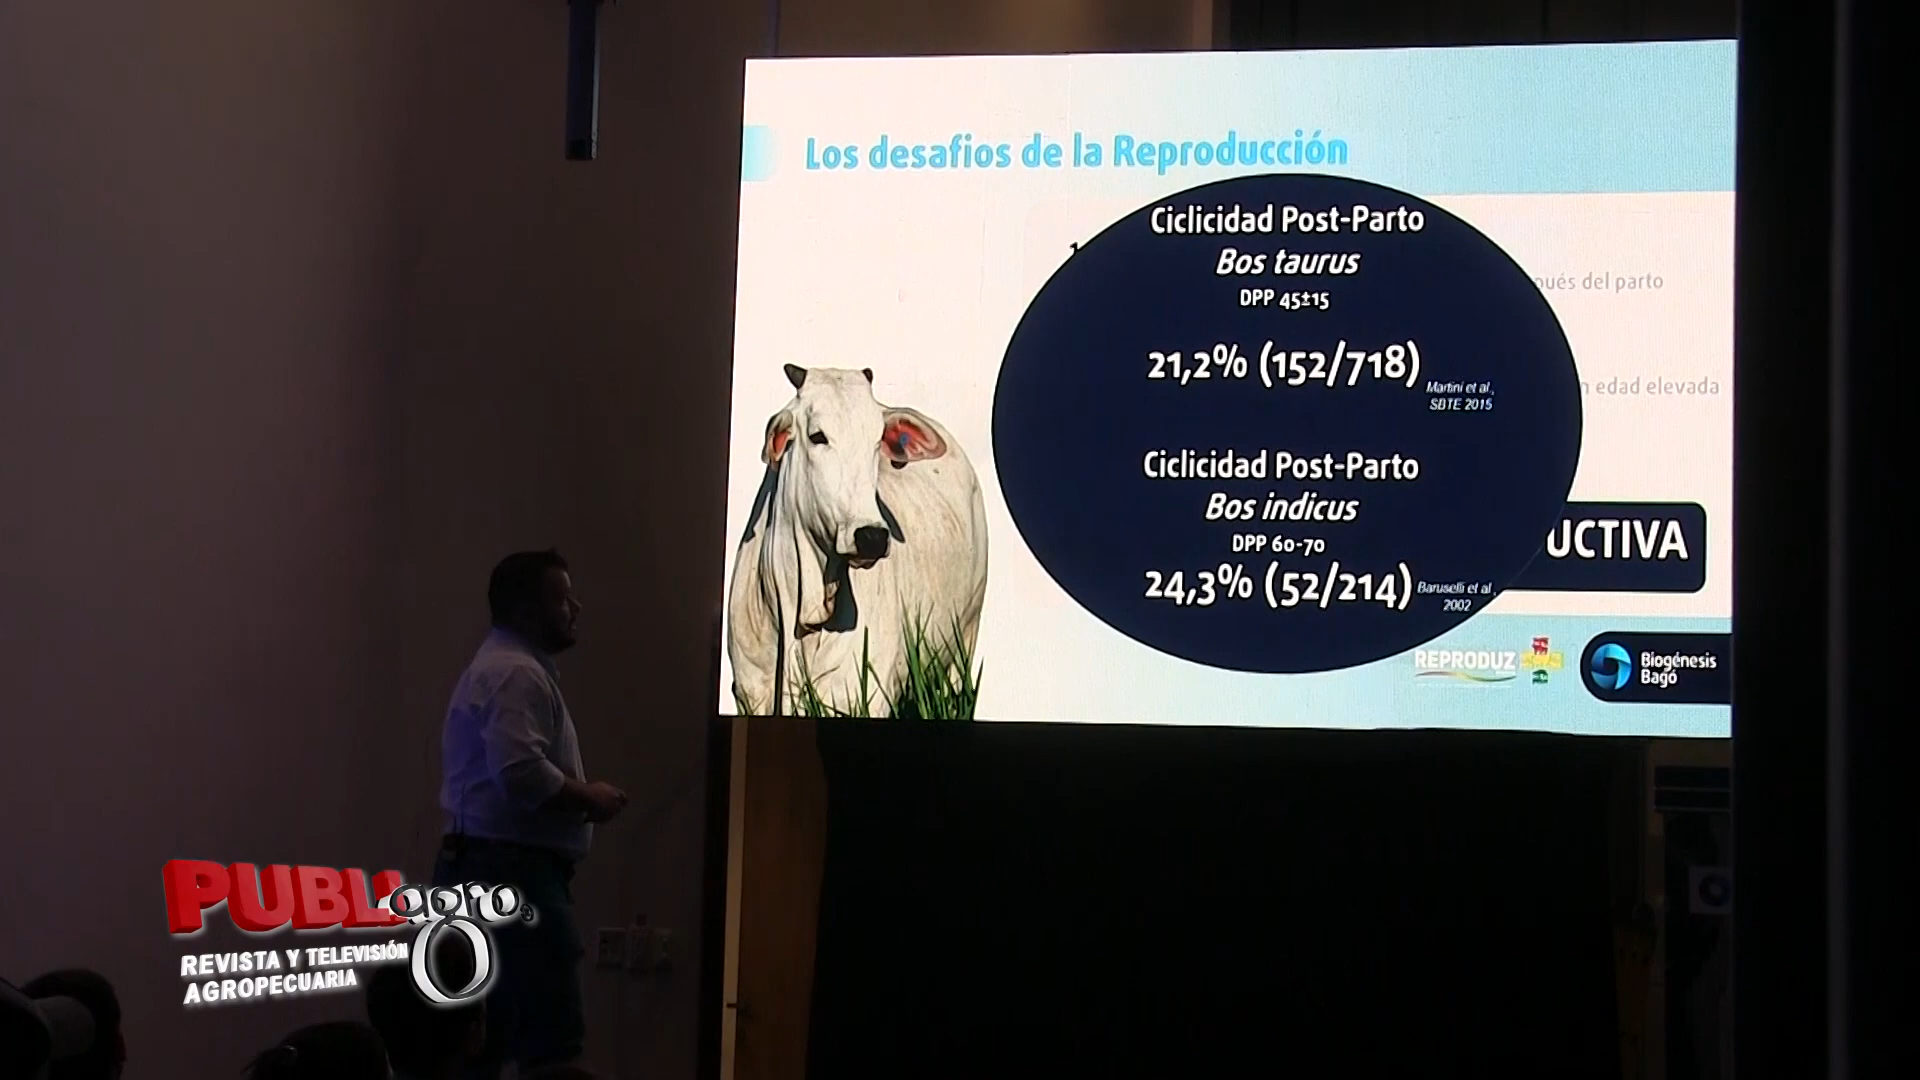 Los desafios de la Reproducción
Ciclicidad Post-Parto
Bos taurus
DPP 45±15
21,2% (152/718)
Martini et al.,
SBTE 2015
Ciclicidad Post-Parto
Bos indicus
DPP 60-70
24,3% (52/214)
Baruselli et al.,
2002
del parto
edad elevada
UCTIVA
REPRODUZ
Biogénesis
Bagó
PUBLIagro®
REVISTA Y TELEVISIÓN
AGROPECUARIA